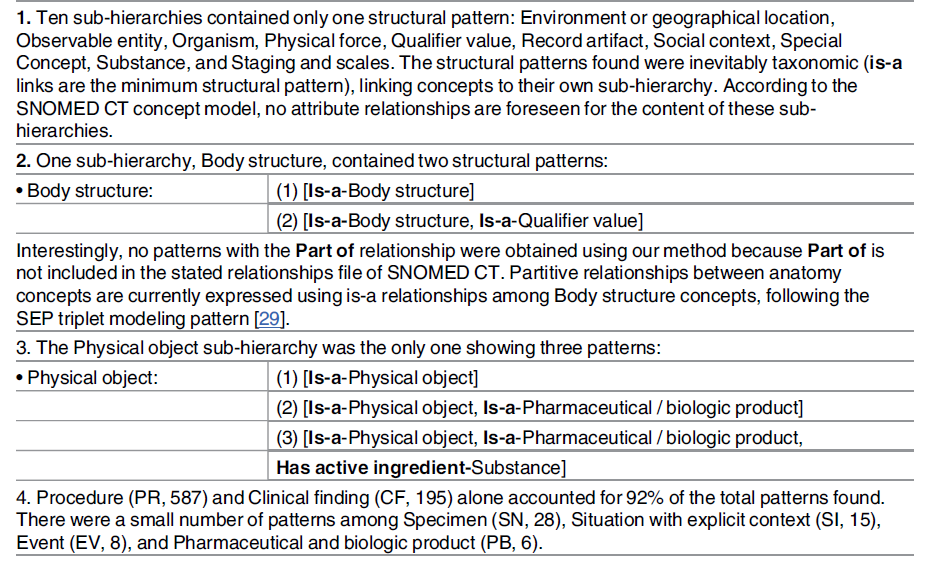 1. Ten sub-hierarchies contained only one structural pattern: Environment or geographical location,
Observable entity, Organism, Physical force, Qualifier value, Record artifact, Social context, Special
Concept, Substance, and Staging and scales. The structural patterns found were inevitably taxonomic (is-a
links are the minimum structural pattern), linking concepts to their own sub-hierarchy. According to the
SNOMED CT concept model, no attribute relationships are foreseen for the content of these sub-
hierarchies.
2. One sub-hierarchy, Body structure, contained two structural patterns:
• Body structure: (1) [Is-a-Body structure]
(2) [Is-a-Body structure, Is-a-Qualifier value]
Interestingly, no patterns with the Part of relationship were obtained using our method because Part of is
not included in the stated relationships file of SNOMED CT. Partitive relationships between anatomy
concepts are currently expressed using is-a relationships among Body structure concepts, following the
SEP triplet modeling pattern [29].
3. The Physical object sub-hierarchy was the only one showing three patterns:
• Physical object: (1) [Is-a-Physical object]
(2) [Is-a-Physical object, Is-a-Pharmaceutical / biologic product]
(3) [Is-a-Physical object, Is-a-Pharmaceutical / biologic product,
Has active ingredient-Substance]
4. Procedure (PR, 587) and Clinical finding (CF, 195) alone accounted for 92% of the total patterns found.
There were a small number of patterns among Specimen (SN, 28), Situation with explicit context (SI, 15),
Event (EV, 8), and Pharmaceutical and biologic product (PB, 6).